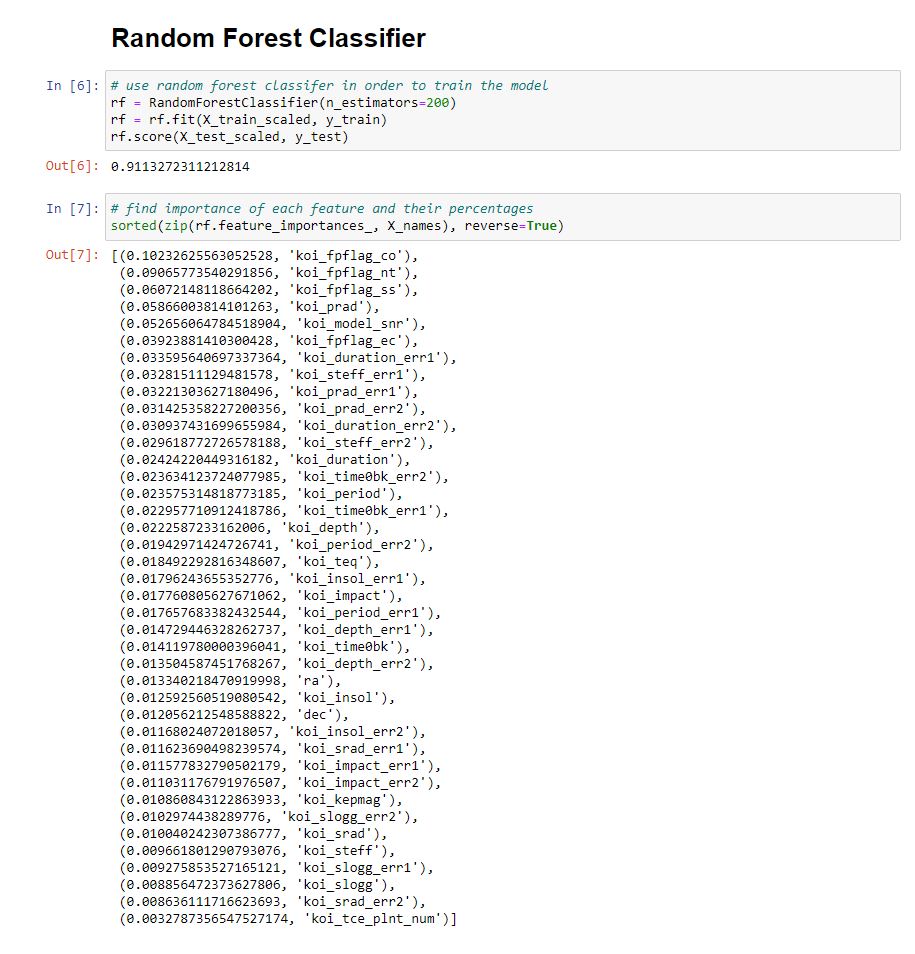 Random Forest Classifier
In [6]: # use random forest classifer in order to train the model
rf = RandomForestClassifier(n_estimators=200)
rf = rf.fit(X_train_scaled, y_train)
rf.score(X_test_scaled, y_test)
Out[6]: 0.9113272311212814
In [7]: # find importance of each feature and their percentages
sorted(zip(rf.feature_importances_, X_names), reverse=True)
Out[7]: [(0.10232625563052528, 'koi_fpflag_co'),
(0.09065773540291856, 'koi_fpflag_nt'),
(0.06072148118664202, 'koi_fpflag_ss'),
(0.05866003814101263, 'koi_prad'),
(0.052656064784518904, 'koi_model_snr'),
(0.03923881410300428, 'koi_fpflag_ec'),
(0.033595640697337364, 'koi_duration_err1'),
(0.03281511129481578, 'koi_steff_err1'),
(0.03221303627180496, 'koi_prad_err1'),
(0.031425358227200356, 'koi_prad_err2'),
(0.030937431699655984, 'koi_duration_err2'),
(0.029618772726578188, 'koi_steff_err2'),
(0.02424220449316182, 'koi_duration'),
(0.023634123724077985, 'koi_time0bk_err2'),
(0.023575314818773185, 'koi_period'),
(0.022957710912418786, 'koi_time0bk_err1'),
(0.0222587233162006, 'koi_depth'),
(0.01942971424726741, 'koi_period_err2'),
(0.018492292816348607, 'koi_teq'),
(0.01796243655352776, 'koi_insol_err1'),
(0.017760805627671062, 'koi_impact'),
(0.017657683382432544, 'koi_period_err1'),
(0.014729446328262737, 'koi_depth_err1'),
(0.014119780000396041, 'koi_time0bk'),
(0.013504587451768267, 'koi_depth_err2'),
(0.013340218470919998, 'ra'),
(0.012592560519080542, 'koi_insol'),
(0.012056212548588822, 'dec'),
(0.01168024072018057, 'koi_insol_err2'),
(0.011623690498239574, 'koi_srad_err1'),
(0.011577832790502179, 'koi_impact_err1'),
(0.011031176791976507, 'koi_impact_err2'),
(0.010860843122863933, 'koi_kepmag'),
(0.0102974438289776, 'koi_slogg_err2'),
(0.010040242307386777, 'koi_srad'),
(0.009661801290793076, 'koi_steff'),
(0.009275853527165121, 'koi_slogg_err1'),
(0.008856472373627806, 'koi_slogg'),
(0.008636111716623693, 'koi_srad_err2'),
(0.0032787356547527174, 'koi_tce_plnt_num')]